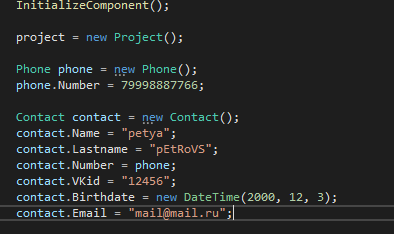 InitializeComponent();
project = new Project();
Phone phone = new Phone();
phone.Number = 79998887766;
Contact contact = new Contact();
contact.Name = "petya";
contact.Lastname = "pEtRoVS";
contact.Number = phone;
contact.VKid = "12456";
contact.Birthdate = new DateTime(2000, 12, 3);
contact.Email = "mail@mail.ru";